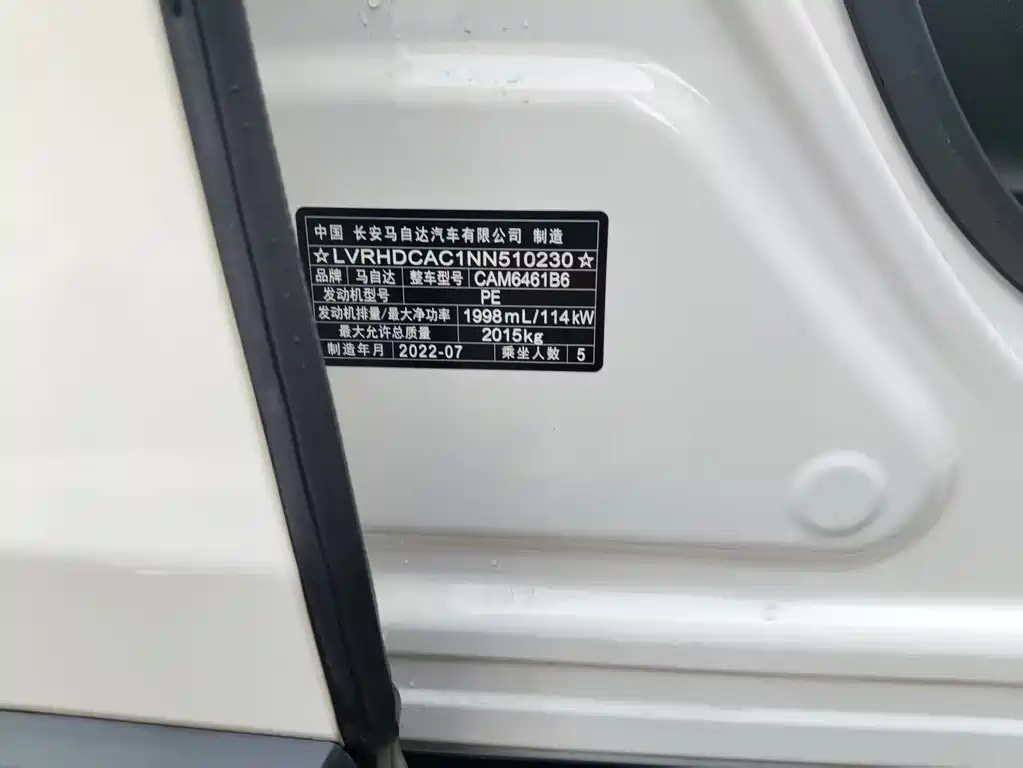 中国 长安马自达汽车有限公司 制造
☆LVRHDCAC1NN510230☆
品牌 马自达 整车型号 CAM6461B6
发动机型号 PE
发动机排量/最大净功率 1998mL/114kW
最大允许总质量 2015kg
制造年月 2022-07 乘坐人数 5